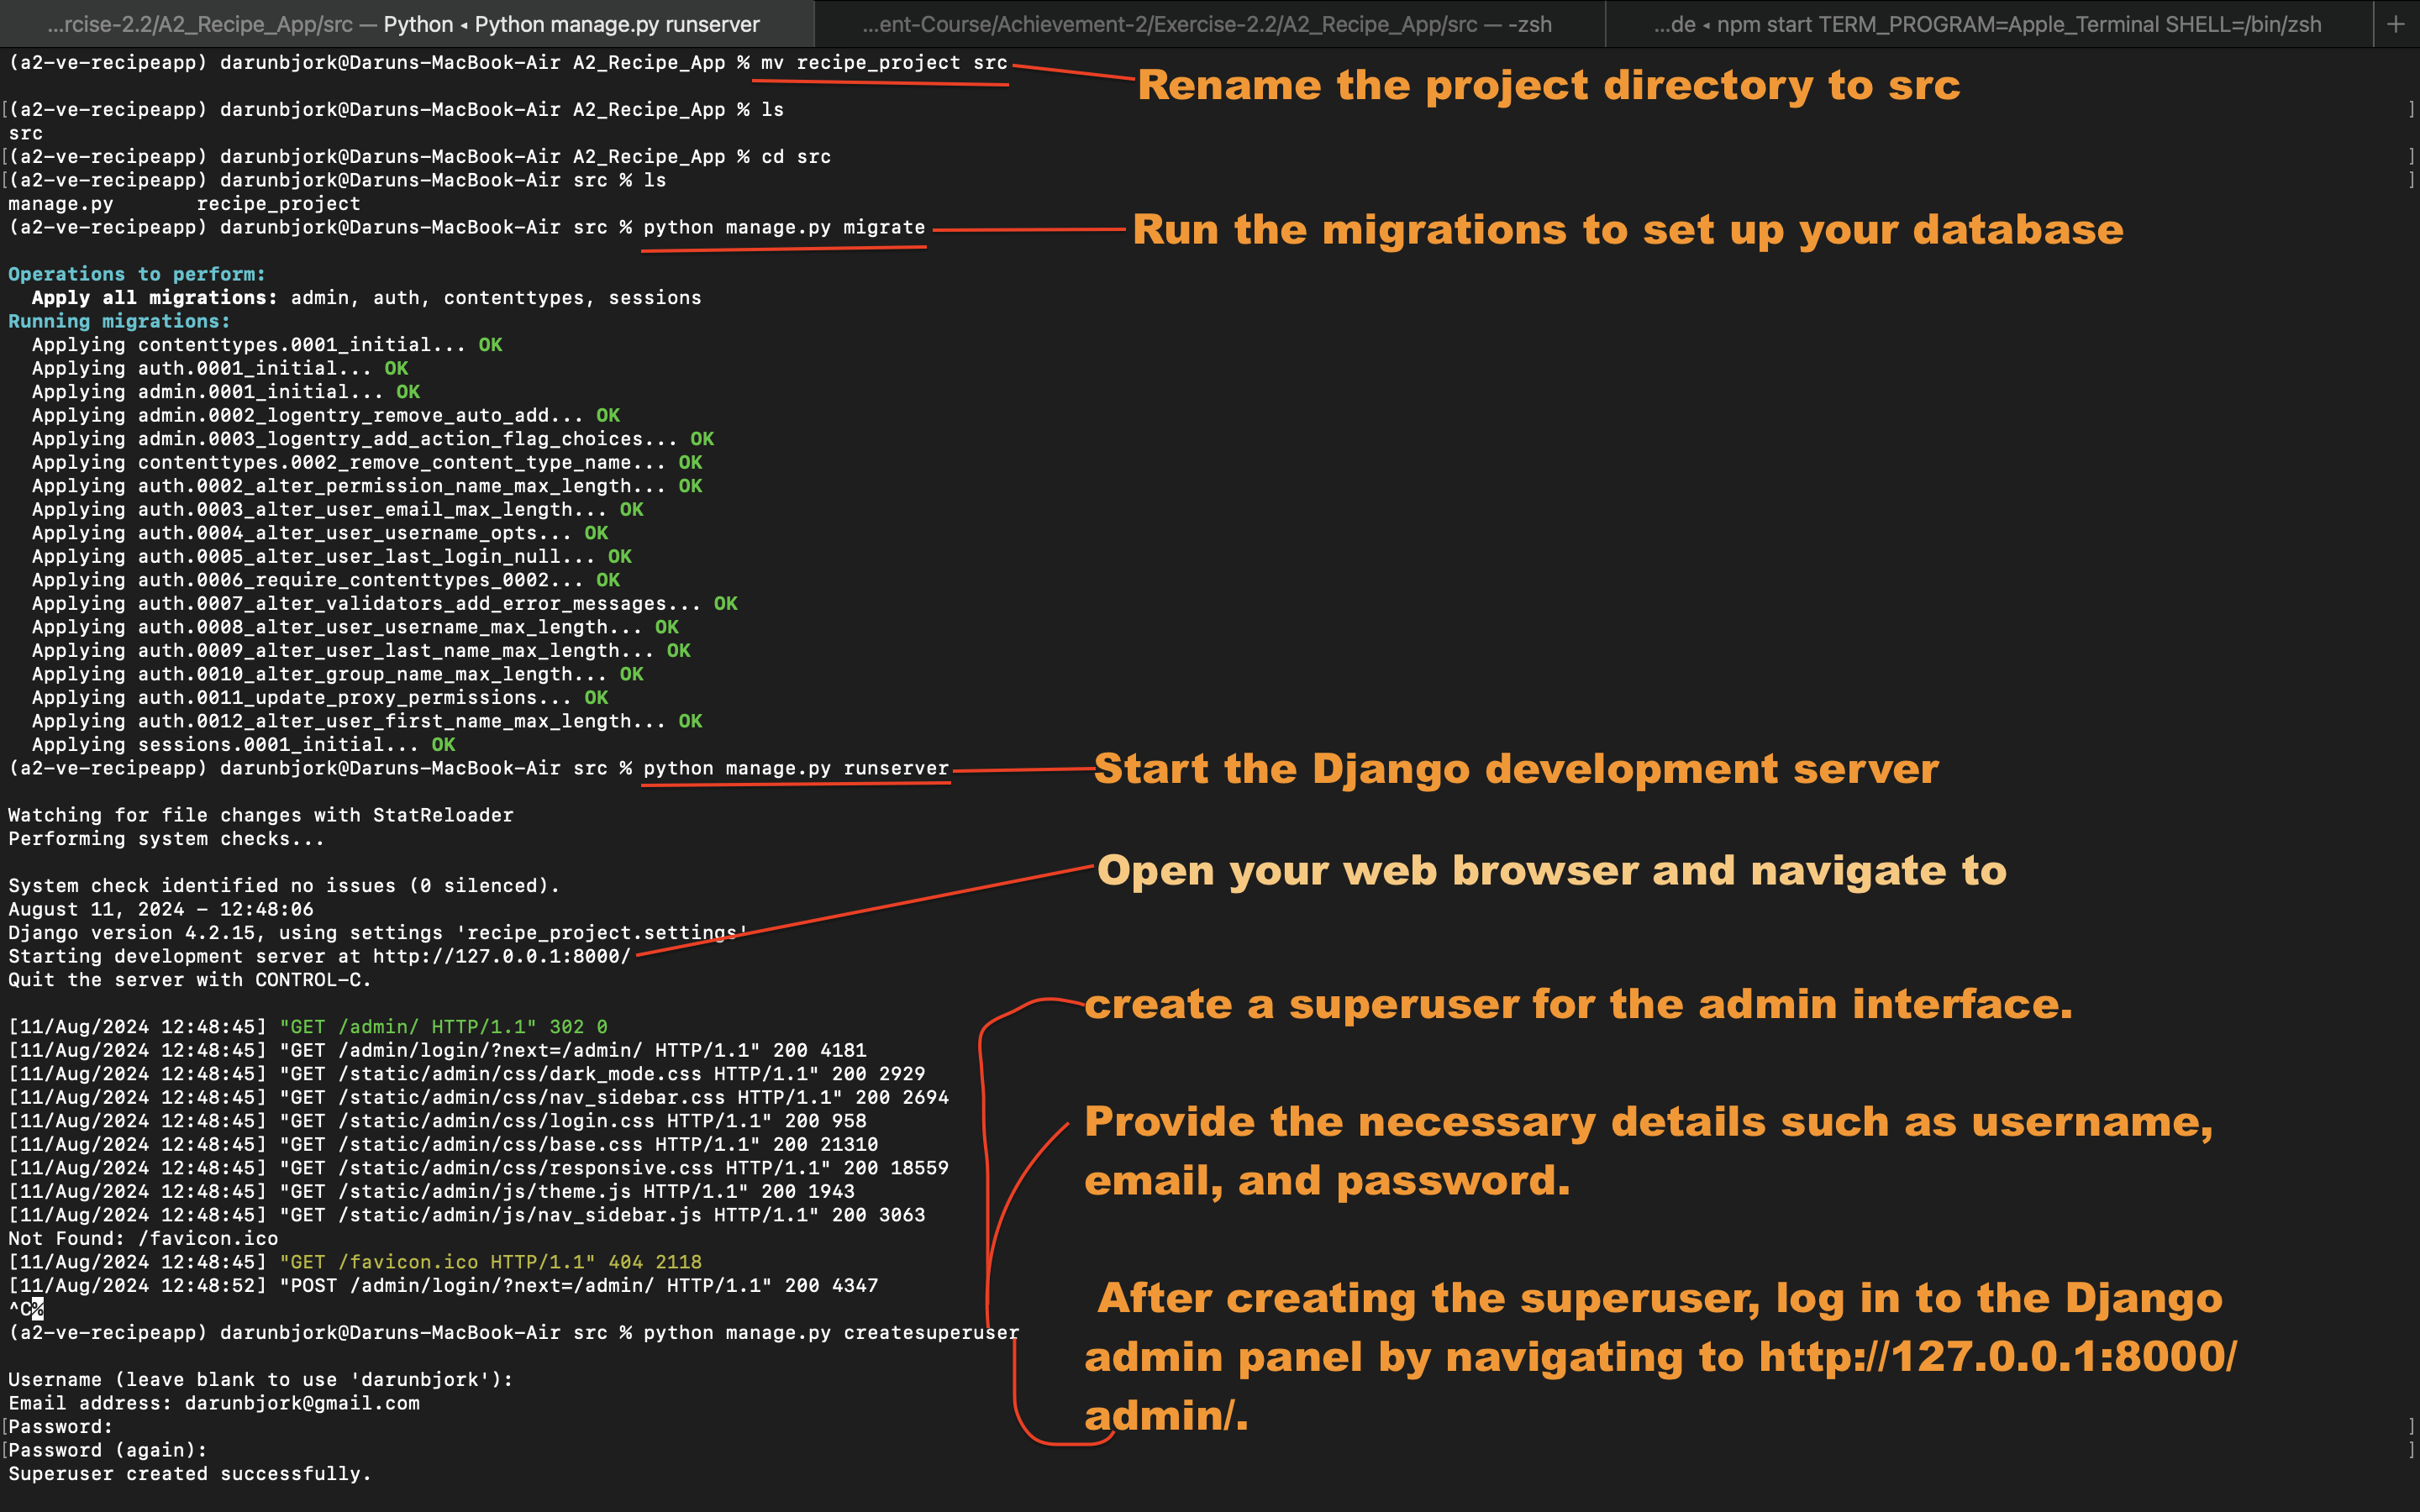 ...rcise-2.2/A2_Recipe_App/src — Python ◂ Python manage.py runserver
...ent-Course/Achievement-2/Exercise-2.2/A2_Recipe_App/src — -zsh
...de ◂ npm start TERM_PROGRAM=Apple_Terminal SHELL=/bin/zsh
+
(a2-ve-recipeapp) darunbjork@Daruns-MacBook-Air A2_Recipe_App % mv recipe_project src
Rename the project directory to src
[(a2-ve-recipeapp) darunbjork@Daruns-MacBook-Air A2_Recipe_App % ls ]
src
[(a2-ve-recipeapp) darunbjork@Daruns-MacBook-Air A2_Recipe_App % cd src ]
[(a2-ve-recipeapp) darunbjork@Daruns-MacBook-Air src % ls ]
manage.py recipe_project
(a2-ve-recipeapp) darunbjork@Daruns-MacBook-Air src % python manage.py migrate
Run the migrations to set up your database
Operations to perform:
Apply all migrations: admin, auth, contenttypes, sessions
Running migrations:
Applying contenttypes.0001_initial... OK
Applying auth.0001_initial... OK
Applying admin.0001_initial... OK
Applying admin.0002_logentry_remove_auto_add... OK
Applying admin.0003_logentry_add_action_flag_choices... OK
Applying contenttypes.0002_remove_content_type_name... OK
Applying auth.0002_alter_permission_name_max_length... OK
Applying auth.0003_alter_user_email_max_length... OK
Applying auth.0004_alter_user_username_opts... OK
Applying auth.0005_alter_user_last_login_null... OK
Applying auth.0006_require_contenttypes_0002... OK
Applying auth.0007_alter_validators_add_error_messages... OK
Applying auth.0008_alter_user_username_max_length... OK
Applying auth.0009_alter_user_last_name_max_length... OK
Applying auth.0010_alter_group_name_max_length... OK
Applying auth.0011_update_proxy_permissions... OK
Applying auth.0012_alter_user_first_name_max_length... OK
Applying sessions.0001_initial... OK
(a2-ve-recipeapp) darunbjork@Daruns-MacBook-Air src % python manage.py runserver
Start the Django development server
Watching for file changes with StatReloader
Performing system checks...
Open your web browser and navigate to
System check identified no issues (0 silenced).
August 11, 2024 - 12:48:06
Django version 4.2.15, using settings 'recipe_project.settings'
Starting development server at http://127.0.0.1:8000/
Quit the server with CONTROL-C.
create a superuser for the admin interface.
[11/Aug/2024 12:48:45] "GET /admin/ HTTP/1.1" 302 0
[11/Aug/2024 12:48:45] "GET /admin/login/?next=/admin/ HTTP/1.1" 200 4181
[11/Aug/2024 12:48:45] "GET /static/admin/css/dark_mode.css HTTP/1.1" 200 2929
[11/Aug/2024 12:48:45] "GET /static/admin/css/nav_sidebar.css HTTP/1.1" 200 2694
[11/Aug/2024 12:48:45] "GET /static/admin/css/login.css HTTP/1.1" 200 958
[11/Aug/2024 12:48:45] "GET /static/admin/css/base.css HTTP/1.1" 200 21310
[11/Aug/2024 12:48:45] "GET /static/admin/css/responsive.css HTTP/1.1" 200 18559
[11/Aug/2024 12:48:45] "GET /static/admin/js/theme.js HTTP/1.1" 200 1943
[11/Aug/2024 12:48:45] "GET /static/admin/js/nav_sidebar.js HTTP/1.1" 200 3063
Not Found: /favicon.ico
[11/Aug/2024 12:48:45] "GET /favicon.ico HTTP/1.1" 404 2118
[11/Aug/2024 12:48:52] "POST /admin/login/?next=/admin/ HTTP/1.1" 200 4347
^C%
Provide the necessary details such as username,
email, and password.
After creating the superuser, log in to the Django
admin panel by navigating to http://127.0.0.1:8000/
admin/.
(a2-ve-recipeapp) darunbjork@Daruns-MacBook-Air src % python manage.py createsuperuser
Username (leave blank to use 'darunbjork'):
Email address: darunbjork@gmail.com
[Password: ]
[Password (again): ]
Superuser created successfully.